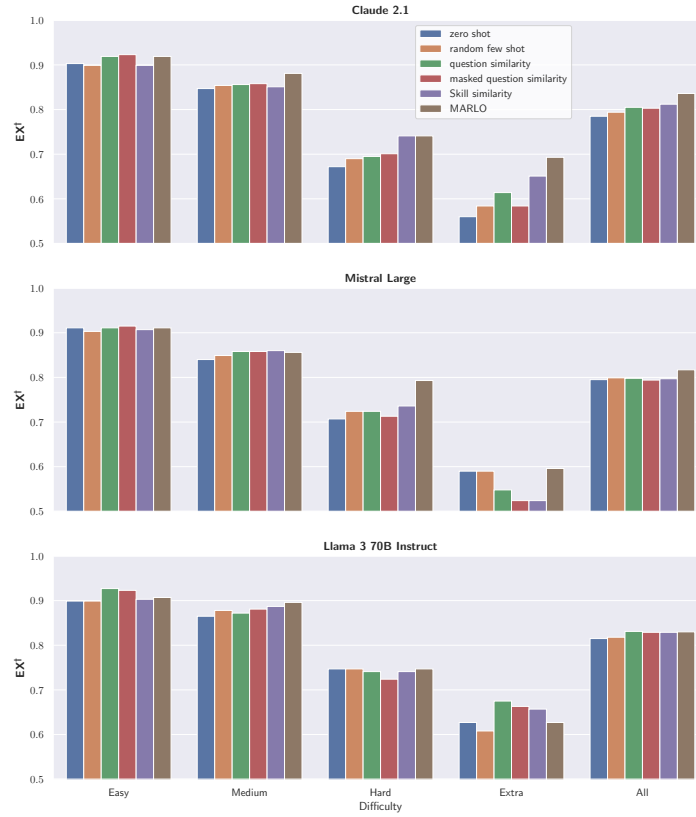 Claude 2.1
1.0
0.9
0.8
0.7
0.6
0.5
EX†
zero shot
random few shot
question similarity
masked question similarity
Skill similarity
MARLO
Mistral Large
1.0
0.9
0.8
0.7
0.6
0.5
EX†
Llama 3 70B Instruct
1.0
0.9
0.8
0.7
0.6
0.5
EX†
Easy Medium Hard Extra All
Difficulty